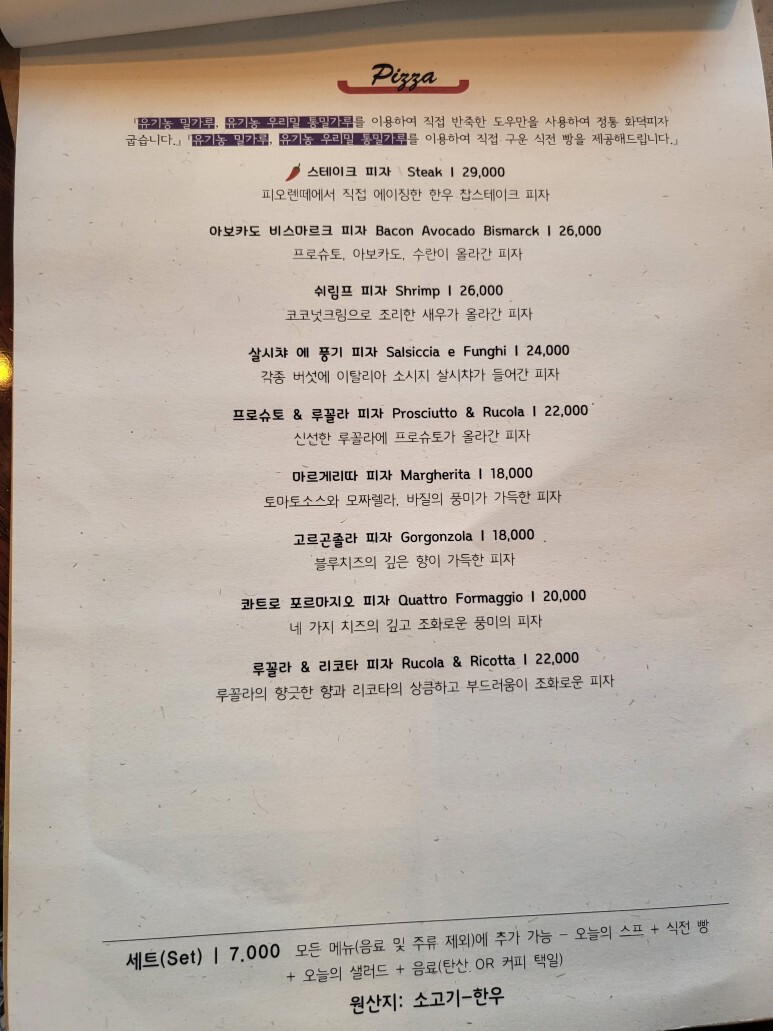 Pizza
「유기농 밀가루, 유기농 우리밀 통밀가루를 이용하여 직접 반죽한 도우만을 사용하여 정통 화덕피자
굽습니다.」「유기농 밀가루, 유기농 우리밀 통밀가루를 이용하여 직접 구운 식전 빵을 제공해드립니다.」
스테이크 피자 Steak | 29,000
피오렌떼에서 직접 에이징한 한우 찹스테이크 피자
아보카도 비스마르크 피자 Bacon Avocado Bismarck | 26,000
프로슈토, 아보카도, 수란이 올라간 피자
쉬림프 피자 Shrimp | 26,000
코코넛크림으로 조리한 새우가 올라간 피자
살시챠 에 풍기 피자 Salsiccia e Funghi | 24,000
각종 버섯에 이탈리아 소시지 살시챠가 들어간 피자
프로슈토 & 루꼴라 피자 Prosciutto & Rucola | 22,000
신선한 루꼴라에 프로슈토가 올라간 피자
마르게리따 피자 Margherita | 18,000
토마토소스와 모짜렐라, 바질의 풍미가 가득한 피자
고르곤졸라 피자 Gorgonzola | 18,000
블루치즈의 깊은 향이 가득한 피자
콰트로 포르마지오 피자 Quattro Formaggio | 20,000
네 가지 치즈의 깊고 조화로운 풍미의 피자
루꼴라 & 리코타 피자 Rucola & Ricotta | 22,000
루꼴라의 향긋한 향과 리코타의 상큼하고 부드러움이 조화로운 피자
세트(Set) | 7.000 모든 메뉴(음료 및 주류 제외)에 추가 가능 - 오늘의 스프 + 식전 빵
+ 오늘의 샐러드 + 음료(탄산 OR 커피 택일)
원산지: 소고기-한우